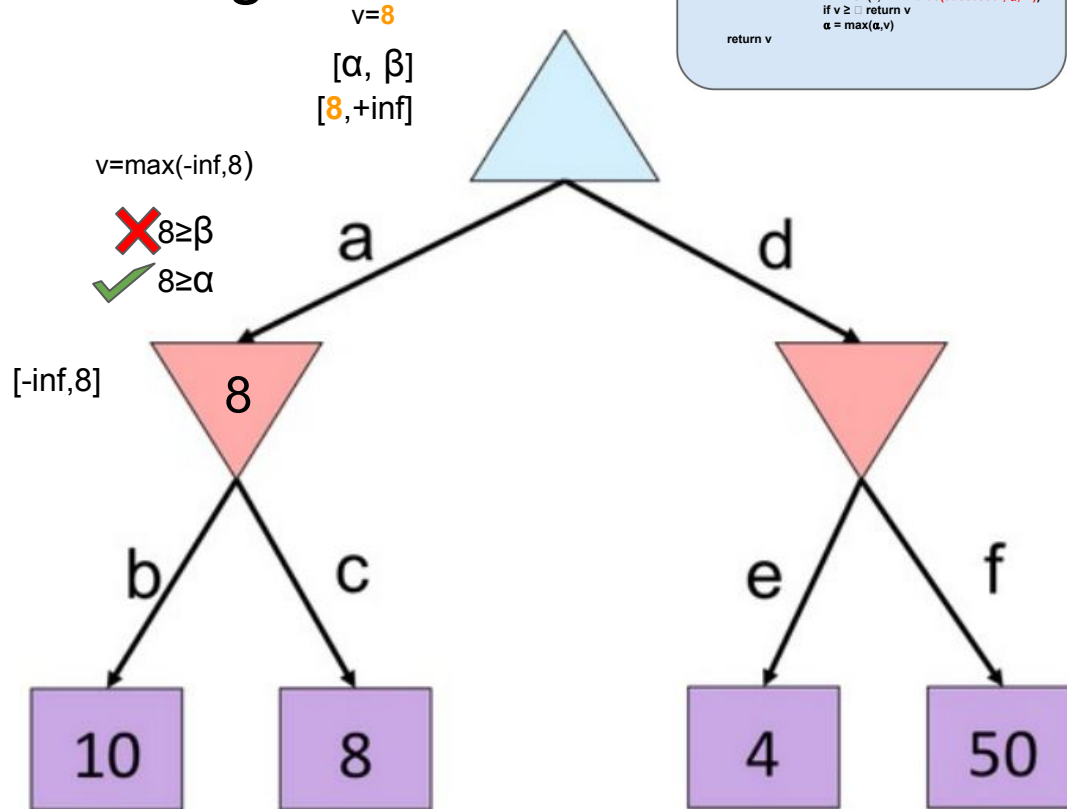 v=8
[α, β]
[8,+inf]
if v ≥ □ return v
α = max(α,v)
return v
v=max(-inf,8)
8≥β
8≥α
a
d
[-inf,8]
8
b
c
e
f
10
8
4
50